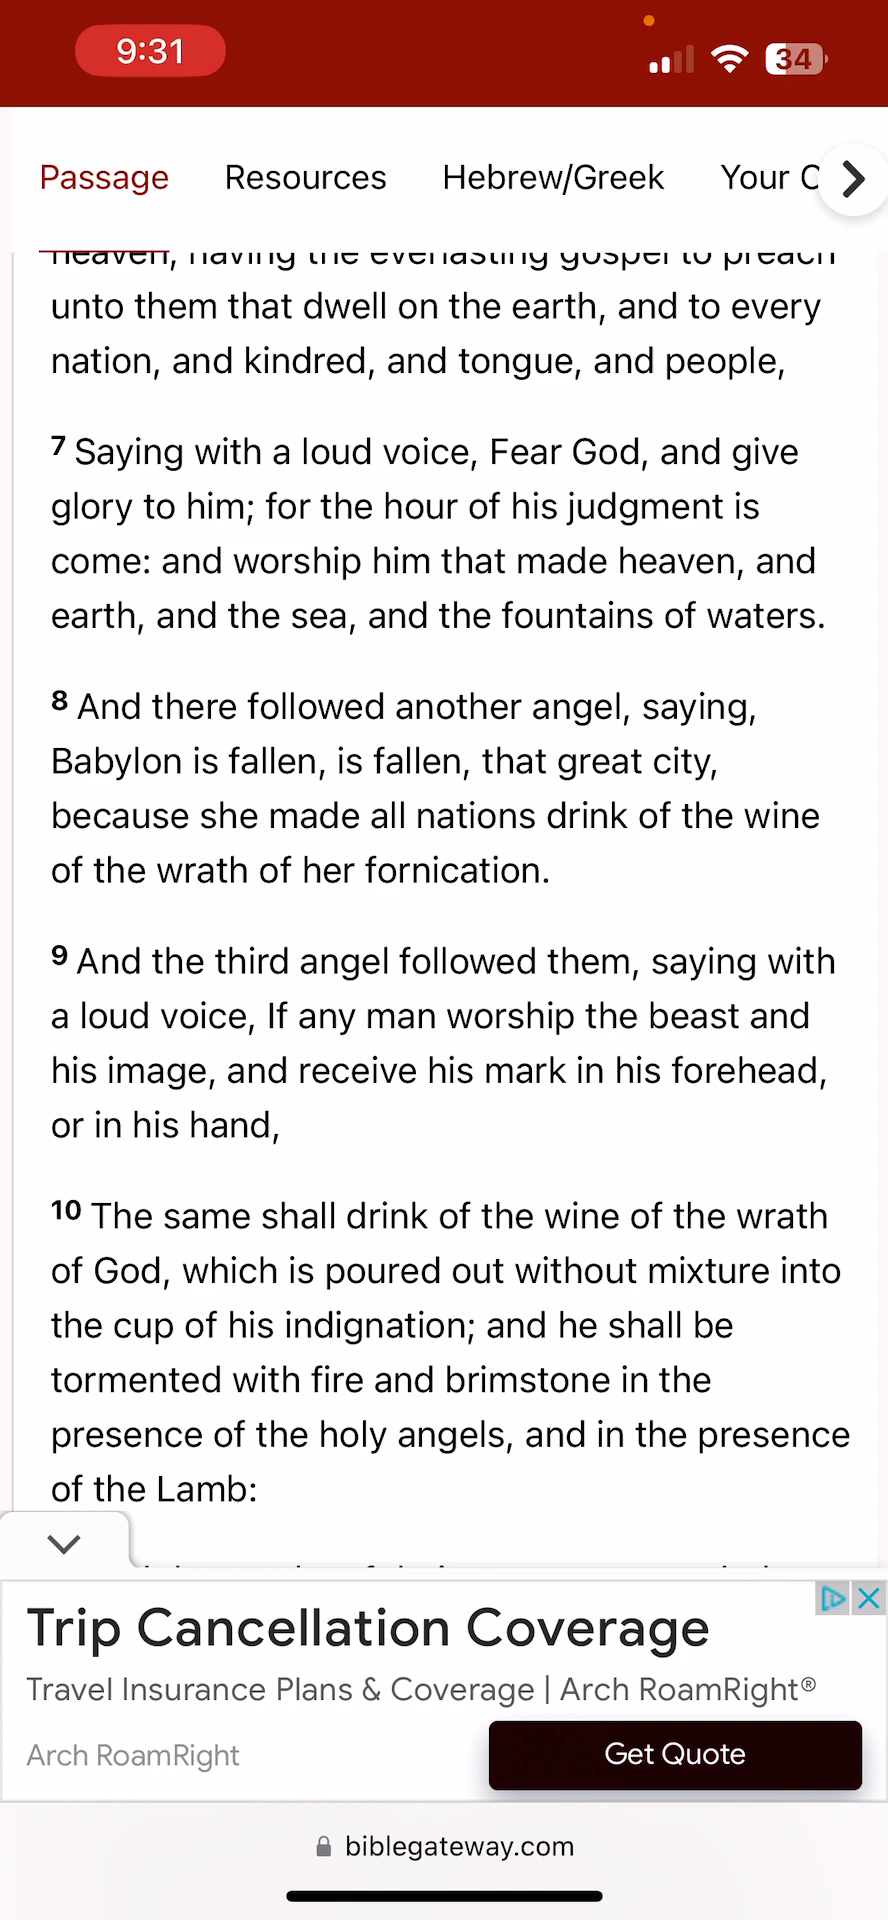 9:31
34
Passage Resources Hebrew/Greek Your
heaven, having the everlasting gospel to preach
unto them that dwell on the earth, and to every
nation, and kindred, and tongue, and people,
7 Saying with a loud voice, Fear God, and give
glory to him; for the hour of his judgment is
come: and worship him that made heaven, and
earth, and the sea, and the fountains of waters.
8 And there followed another angel, saying,
Babylon is fallen, is fallen, that great city,
because she made all nations drink of the wine
of the wrath of her fornication.
9 And the third angel followed them, saying with
a loud voice, If any man worship the beast and
his image, and receive his mark in his forehead,
or in his hand,
10 The same shall drink of the wine of the wrath
of God, which is poured out without mixture into
the cup of his indignation; and he shall be
tormented with fire and brimstone in the
presence of the holy angels, and in the presence
of the Lamb:
Trip Cancellation Coverage
Travel Insurance Plans & Coverage | Arch RoamRight®
Arch RoamRight
Get Quote
biblegateway.com